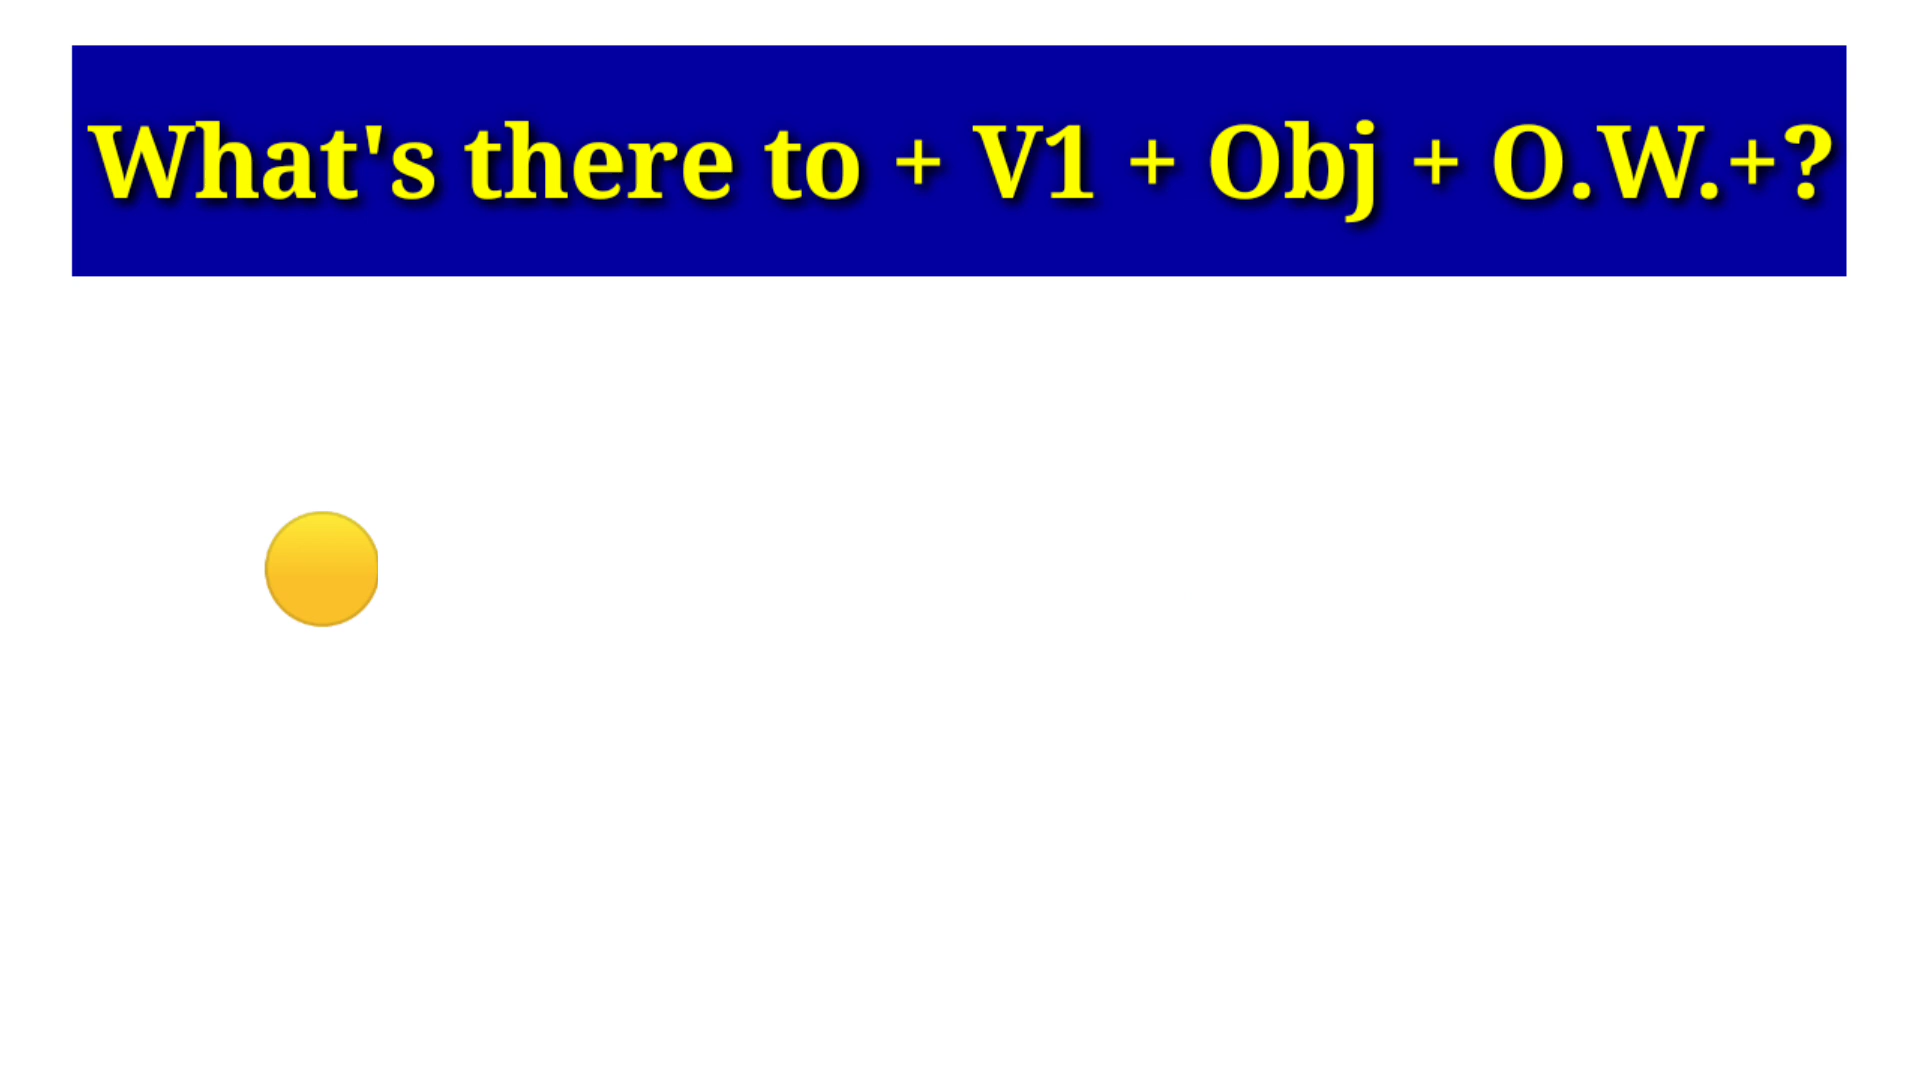 What's there to + V1 + Obj + O.W.+?